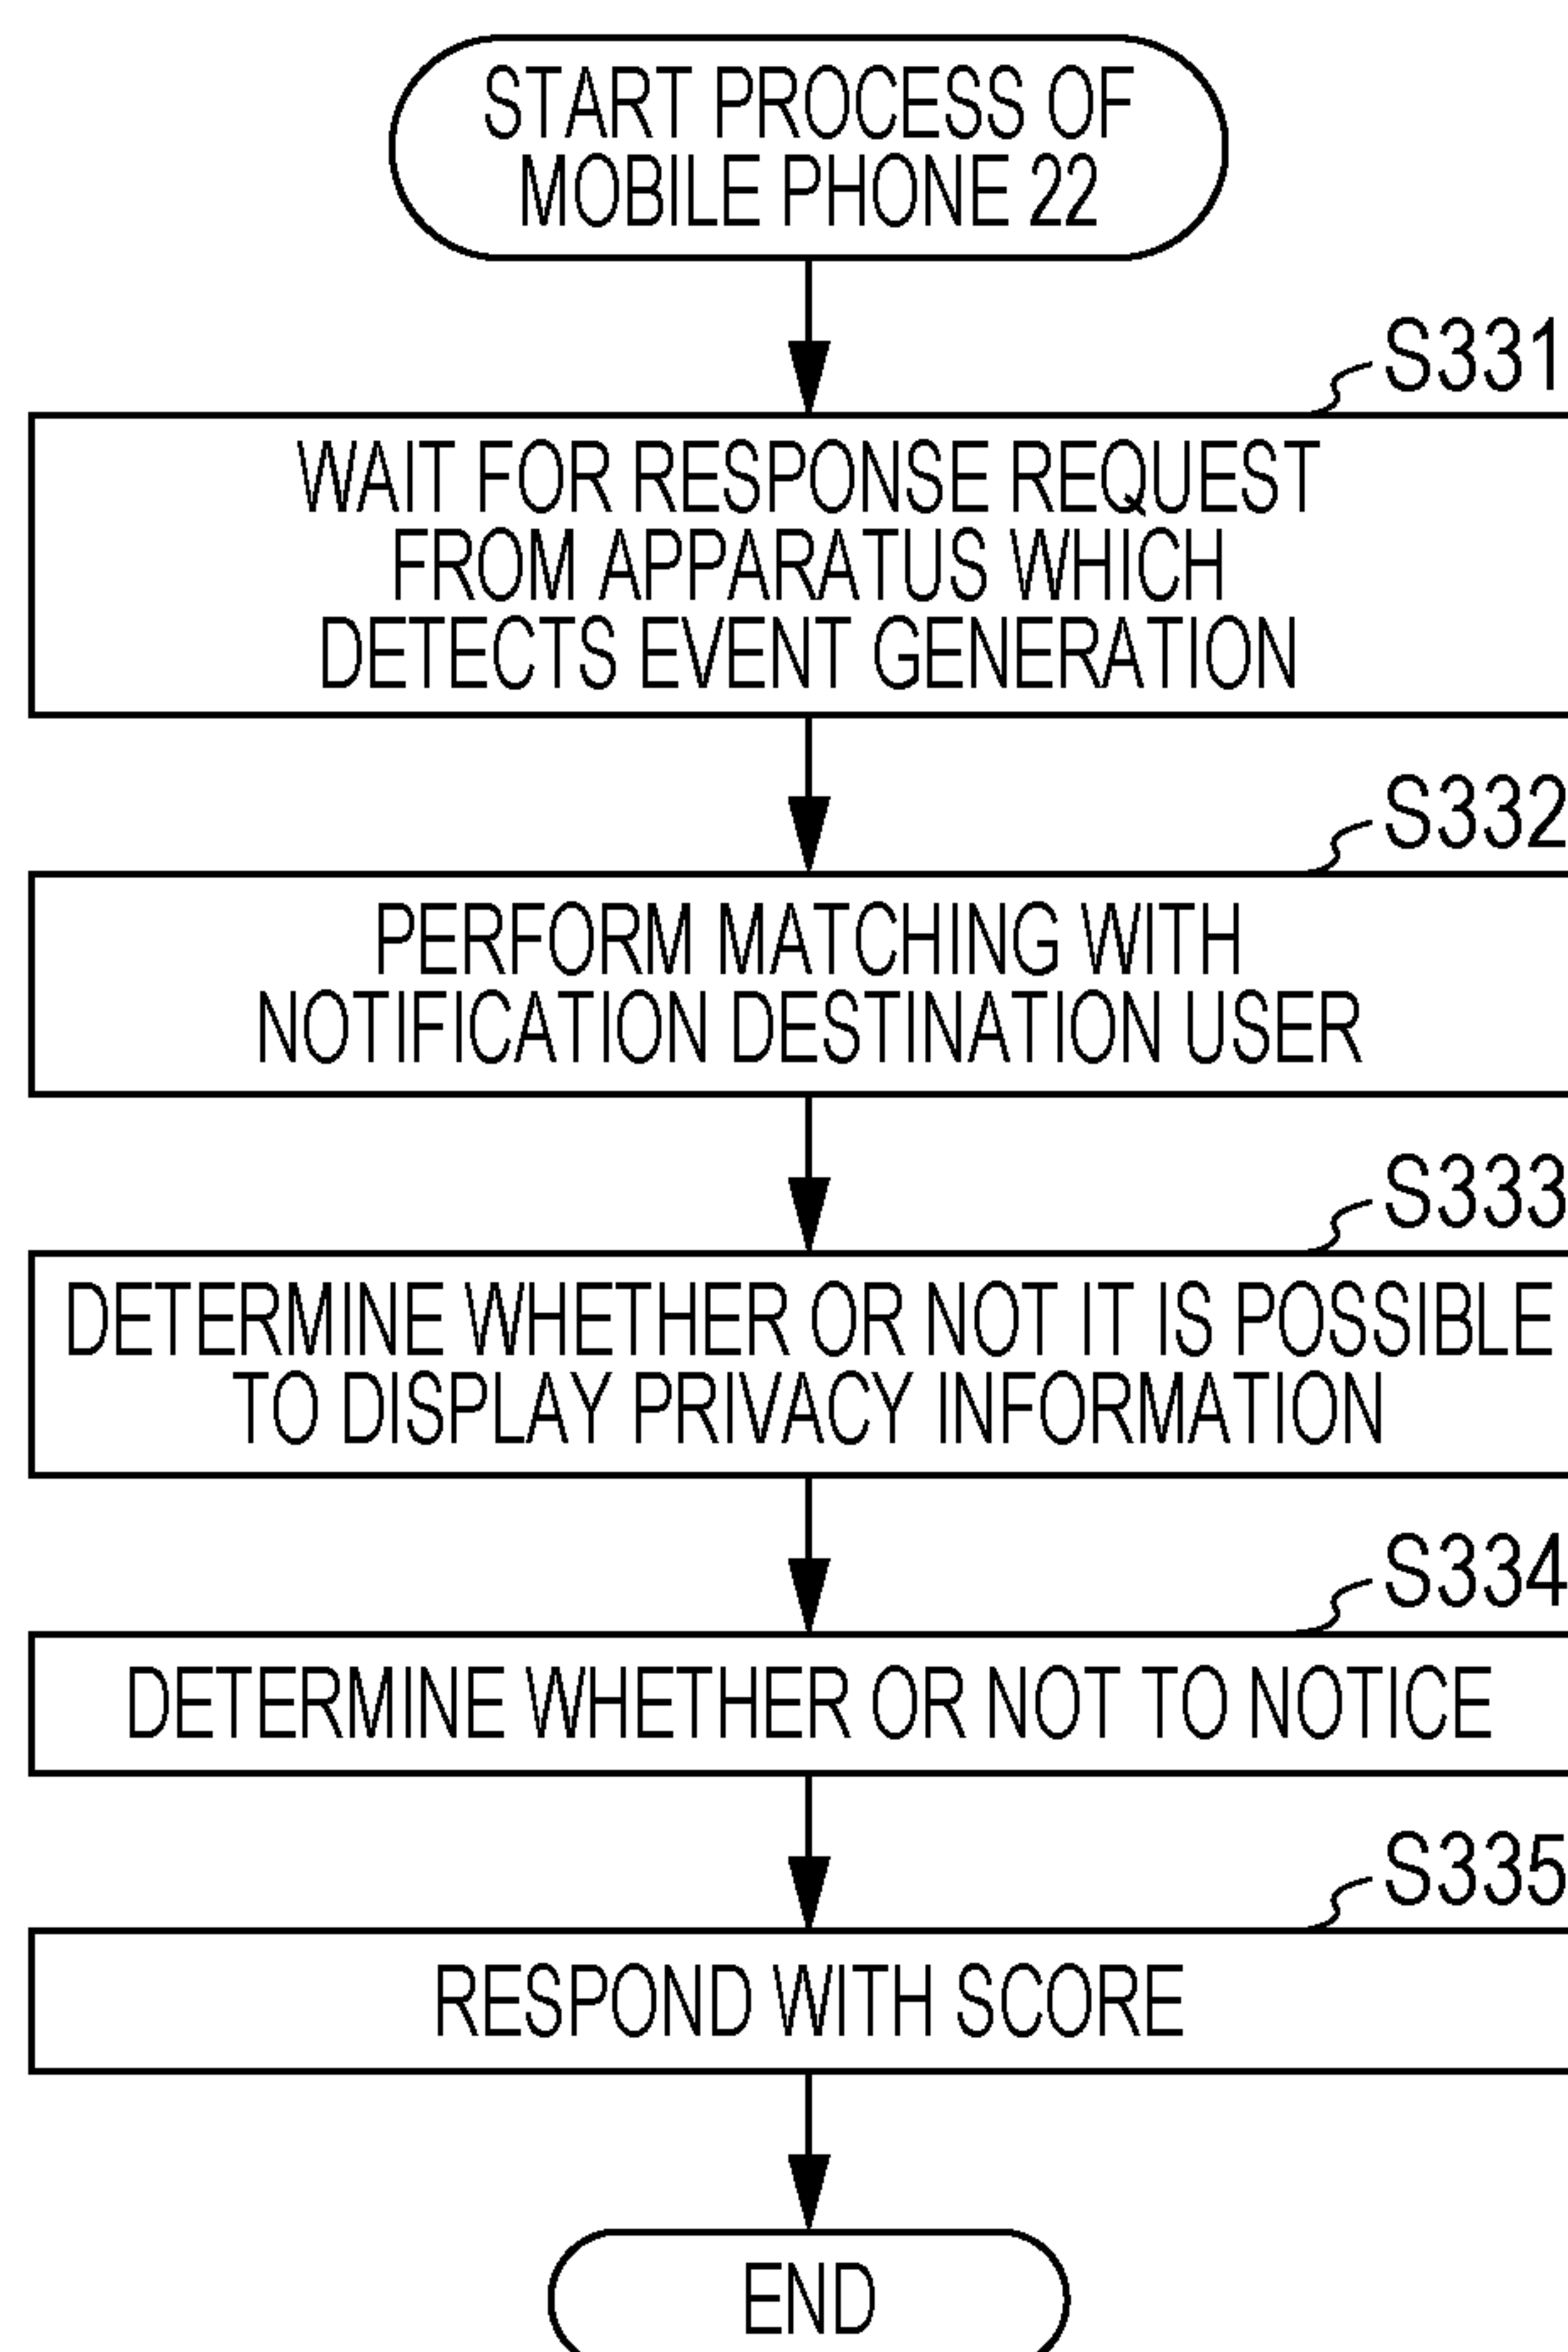 START PROCESS OF
MOBILE PHONE 22
S331
WAIT FOR RESPONSE REQUEST
FROM APPARATUS WHICH
DETECTS EVENT GENERATION
S332
PERFORM MATCHING WITH
NOTIFICATION DESTINATION USER
S333
DETERMINE WHETHER OR NOT IT IS POSSIBLE
TO DISPLAY PRIVACY INFORMATION
S334
DETERMINE WHETHER OR NOT TO NOTICE
S335
RESPOND WITH SCORE
END